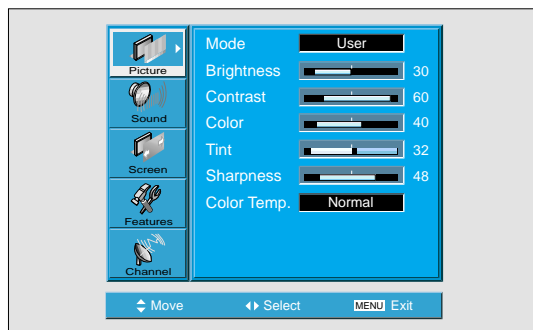 Picture
Sound
Screen
Features
Channel
Mode User
Brightness 30
Contrast 60
Color 40
Tint 32
Sharpness 48
Color Temp. Normal
Move Select MENU Exit